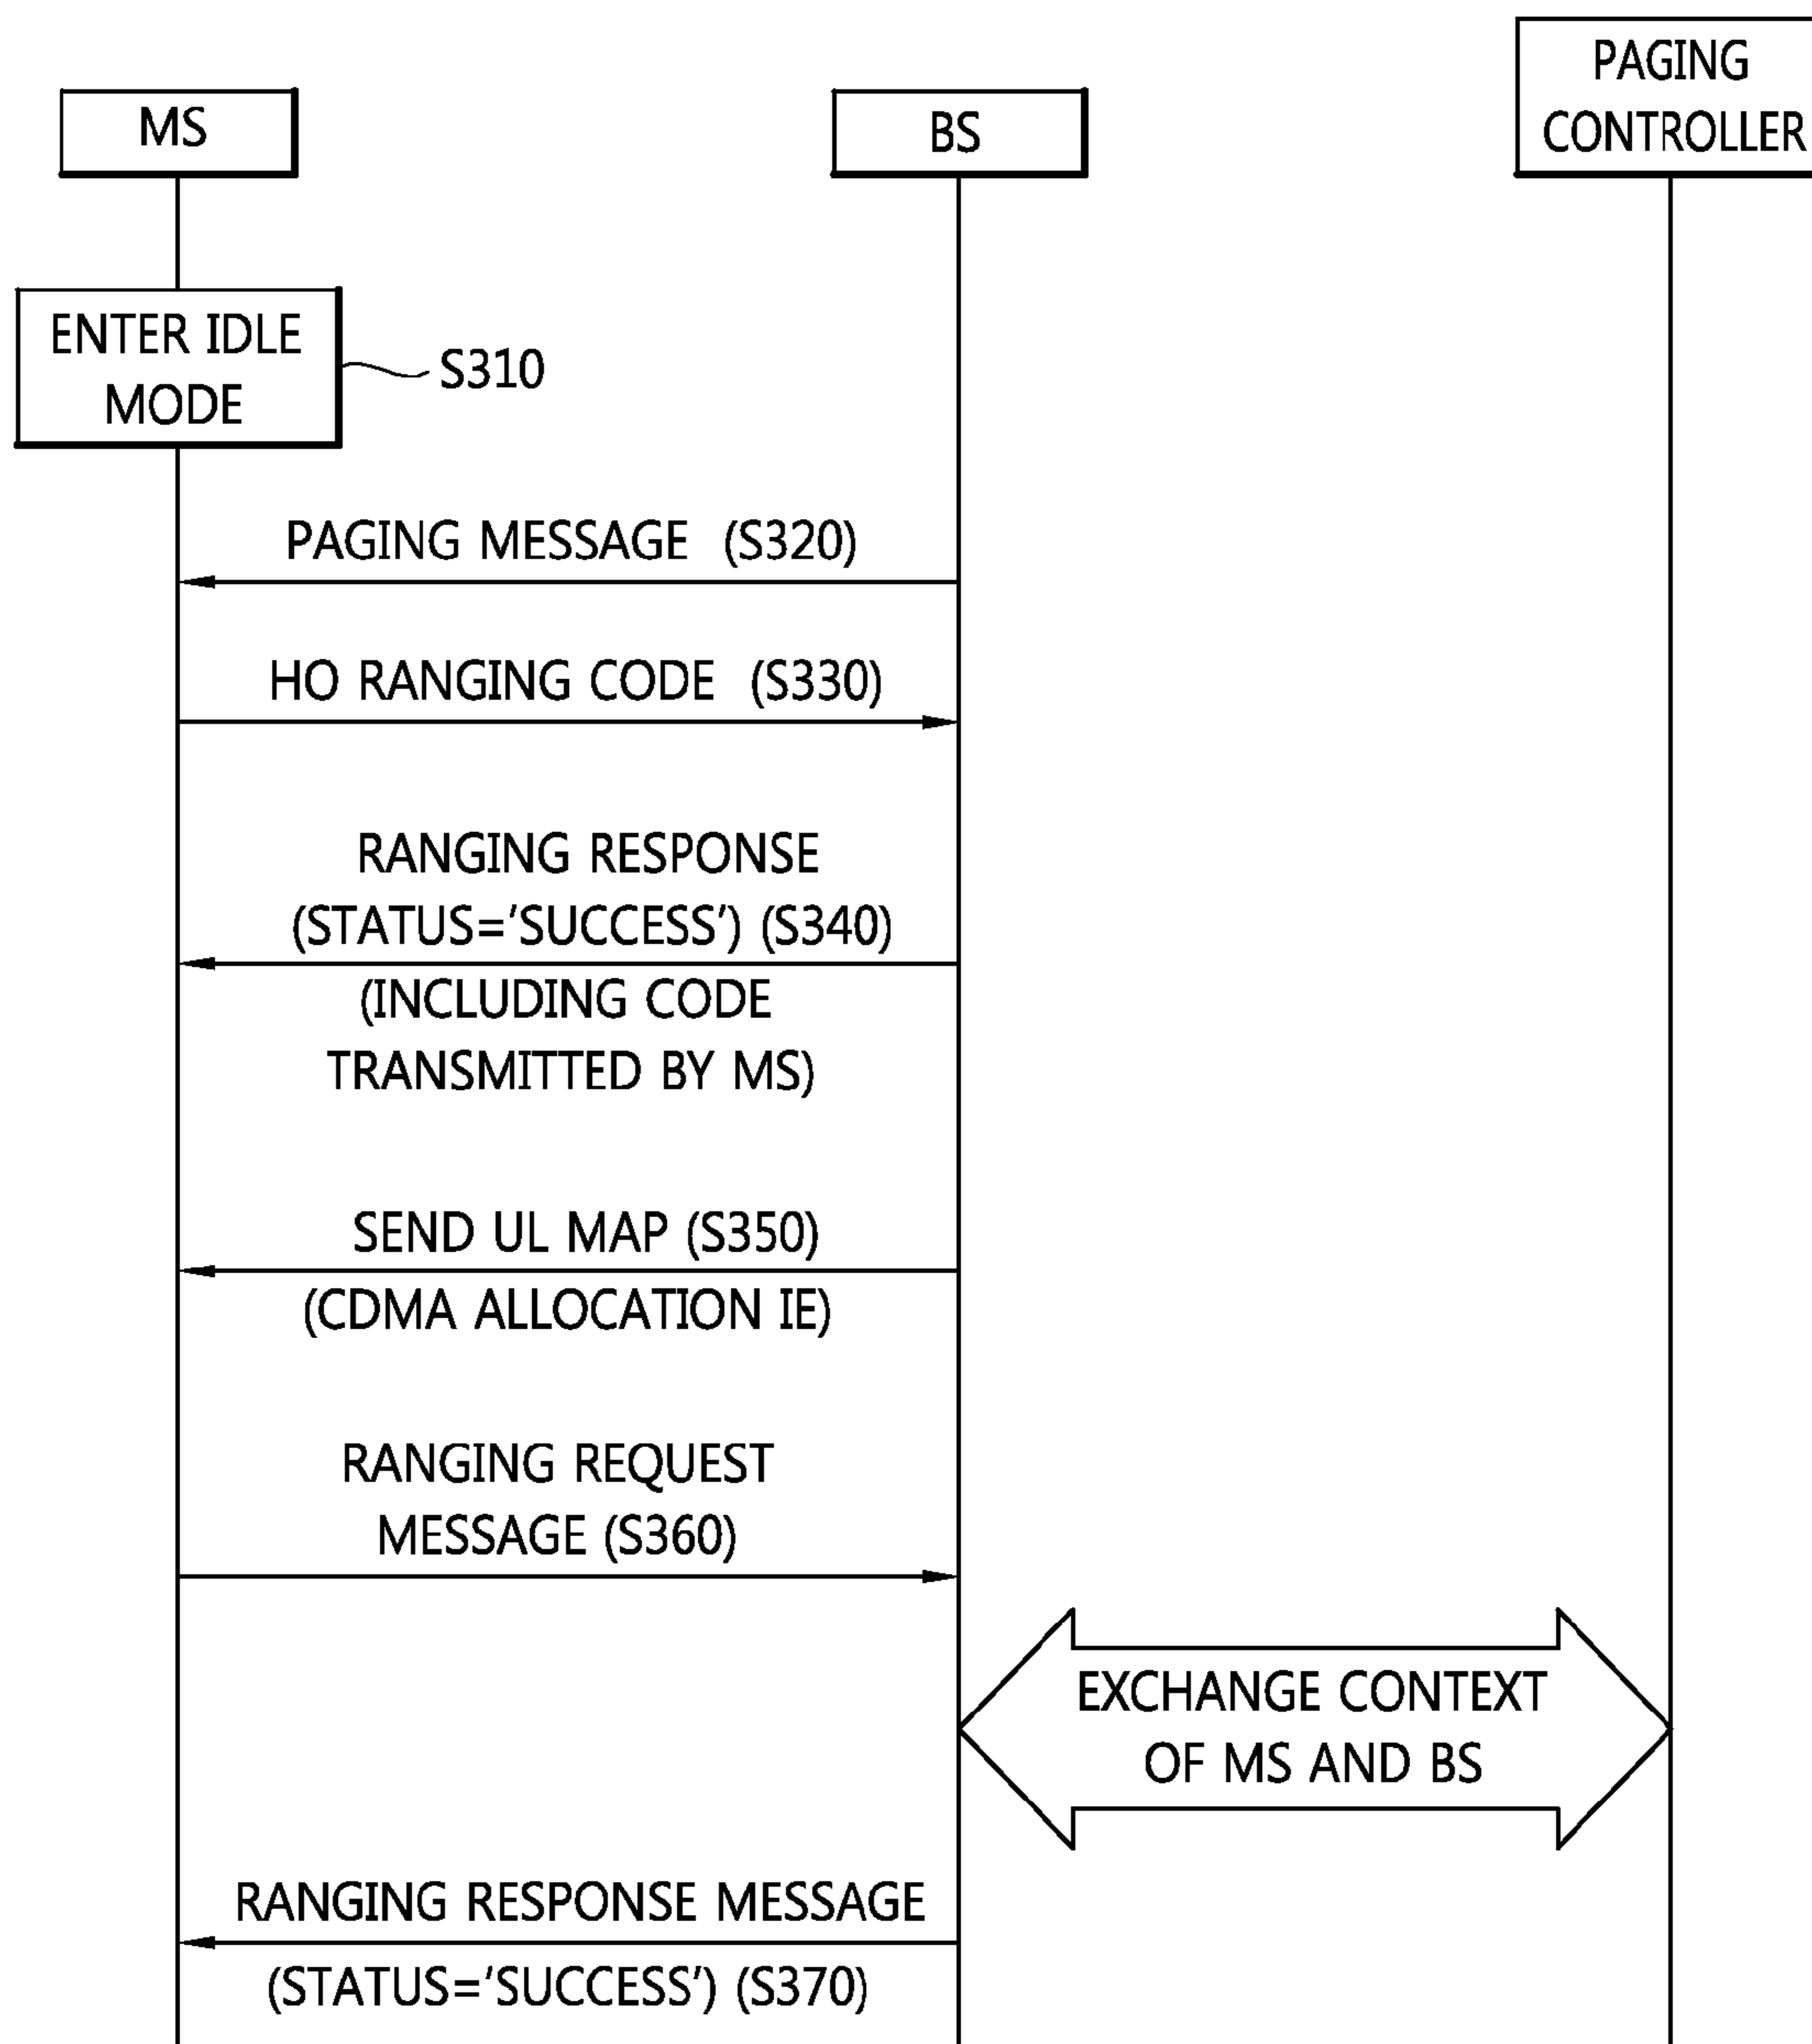 PAGING
CONTROLLER
MS
BS
ENTER IDLE
MODE
S310
PAGING MESSAGE (S320)
HO RANGING CODE (S330)
RANGING RESPONSE
(STATUS='SUCCESS') (S340)
(INCLUDING CODE
TRANSMITTED BY MS)
SEND UL MAP (S350)
(CDMA ALLOCATION IE)
RANGING REQUEST
MESSAGE (S360)
EXCHANGE CONTEXT
OF MS AND BS
RANGING RESPONSE MESSAGE
(STATUS='SUCCESS') (S370)